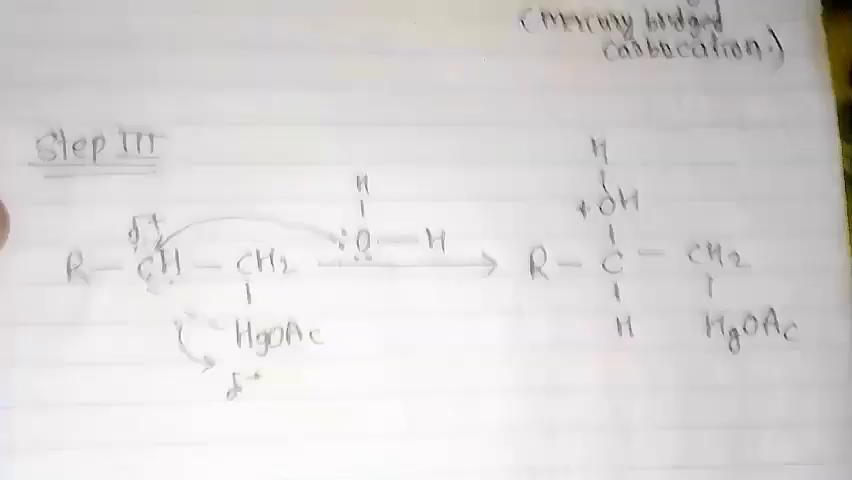 (Mercury bridged
carbocation.)
Step III
H
H
δ+
+OH
R – CH – CH2
:O – H
R – C – CH2
HgOAc
H
HgOAc
δ+